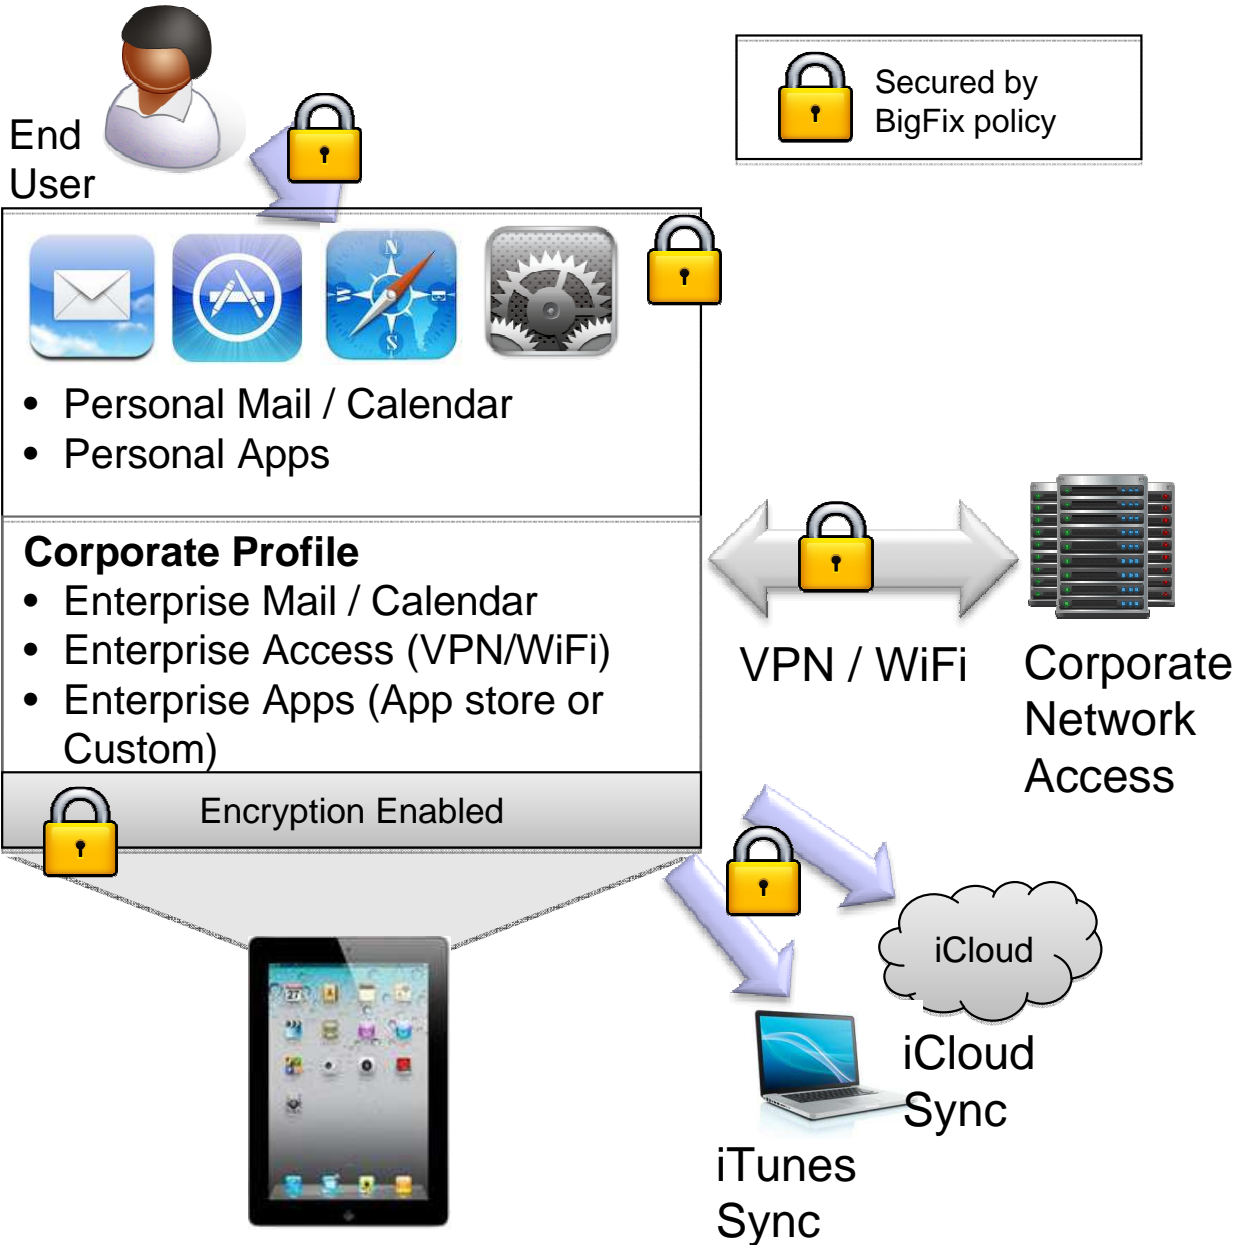 End
User
Secured by
BigFix policy
N
W
E
S
• Personal Mail / Calendar
• Personal Apps
Corporate Profile
• Enterprise Mail / Calendar
• Enterprise Access (VPN/WiFi)
• Enterprise Apps (App store or
Custom)
Encryption Enabled
VPN / WiFi
Corporate
Network
Access
27
iCloud
iCloud
Sync
iTunes
Sync